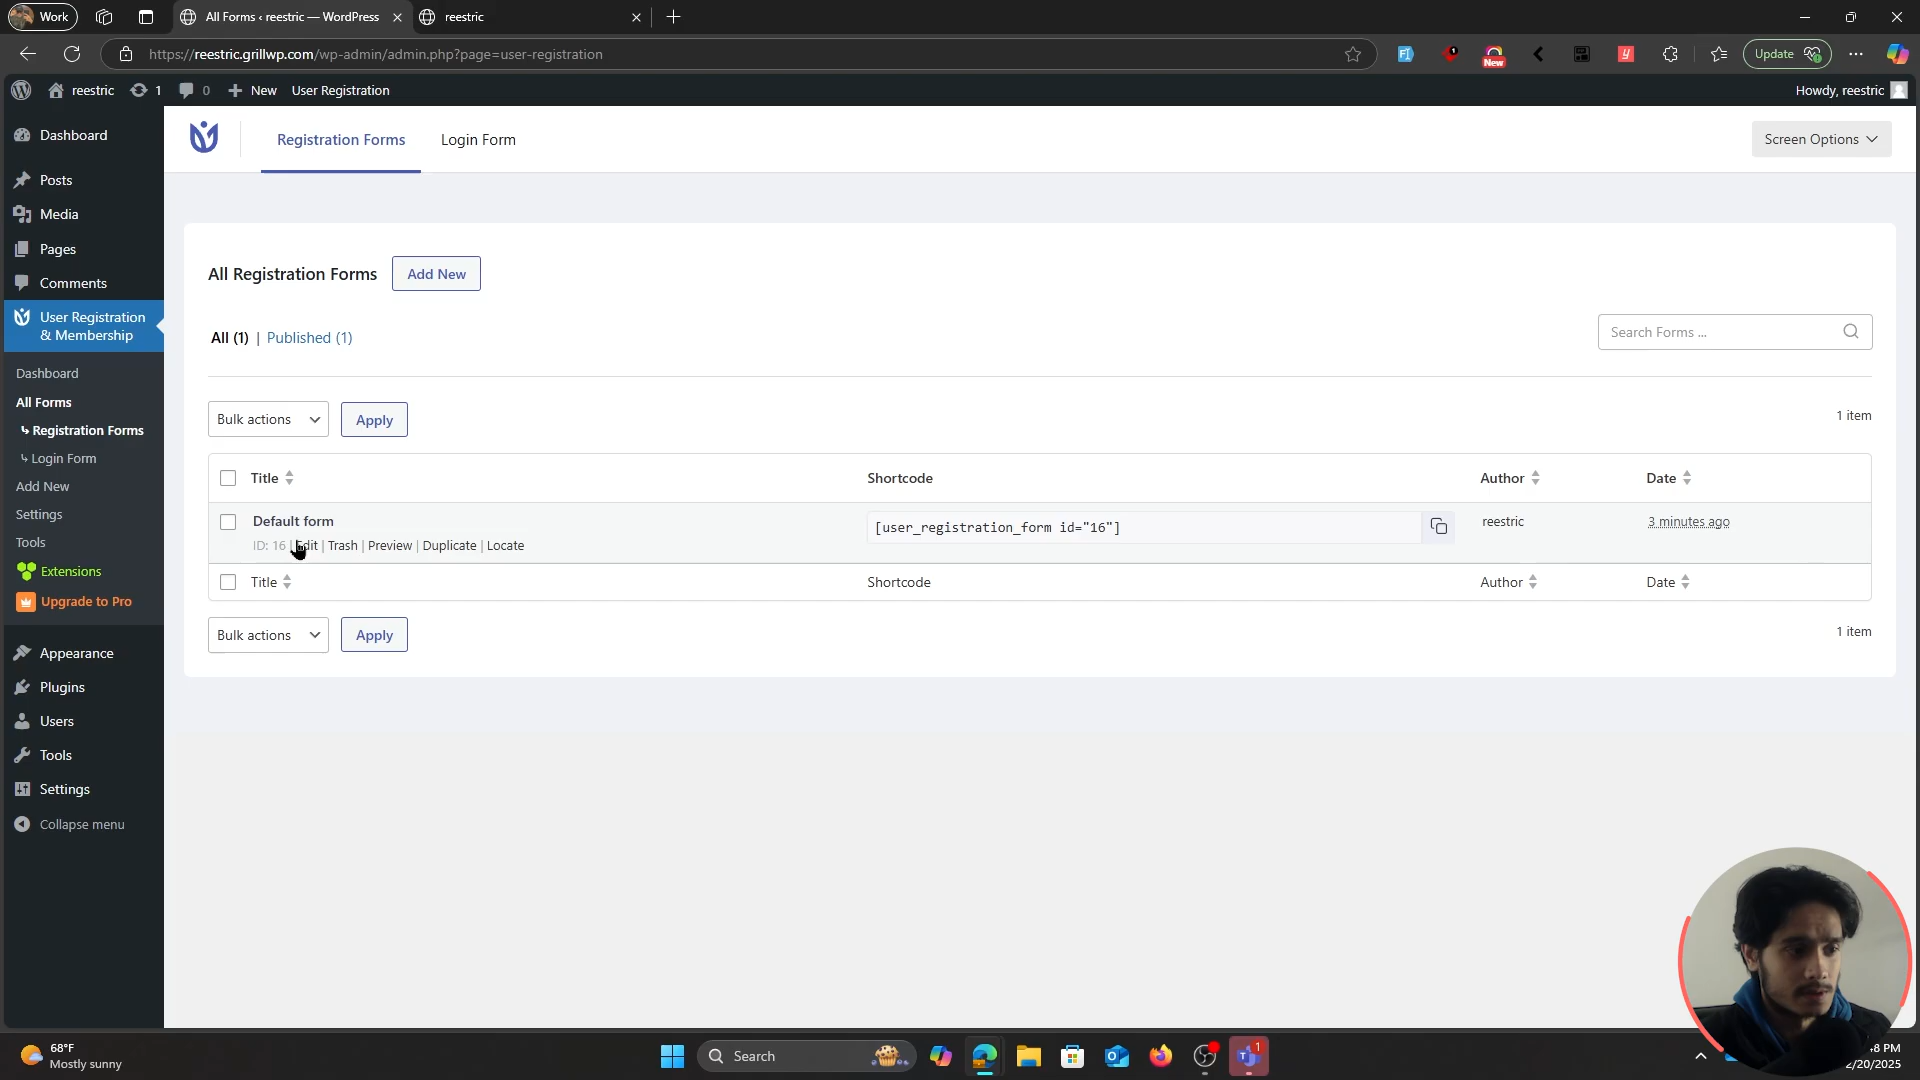 Work
All Forms ‹ reestric — WordPress
reestric
https://reestric.grillwp.com/wp-admin/admin.php?page=user-registration
1
New
Update
reestric
1
0
New
User Registration
Howdy, reestric
Dashboard
Posts
Media
Pages
Comments
User Registration
& Membership
Dashboard
All Forms
↳ Registration Forms
↳ Login Form
Add New
Settings
Tools
Extensions
Upgrade to Pro
Appearance
Plugins
Users
Tools
Settings
Collapse menu
Registration Forms
Login Form
Screen Options
All Registration Forms
Add New
All (1) | Published (1)
Search Forms ...
Bulk actions
Apply
1 item
Title
Shortcode
Author
Date
Default form
[user_registration_form id="16"]
reestric
3 minutes ago
ID: 16 | Edit | Trash | Preview | Duplicate | Locate
Title
Shortcode
Author
Date
Bulk actions
Apply
1 item
68°F
Mostly sunny
Search
1
8 PM
2/20/2025